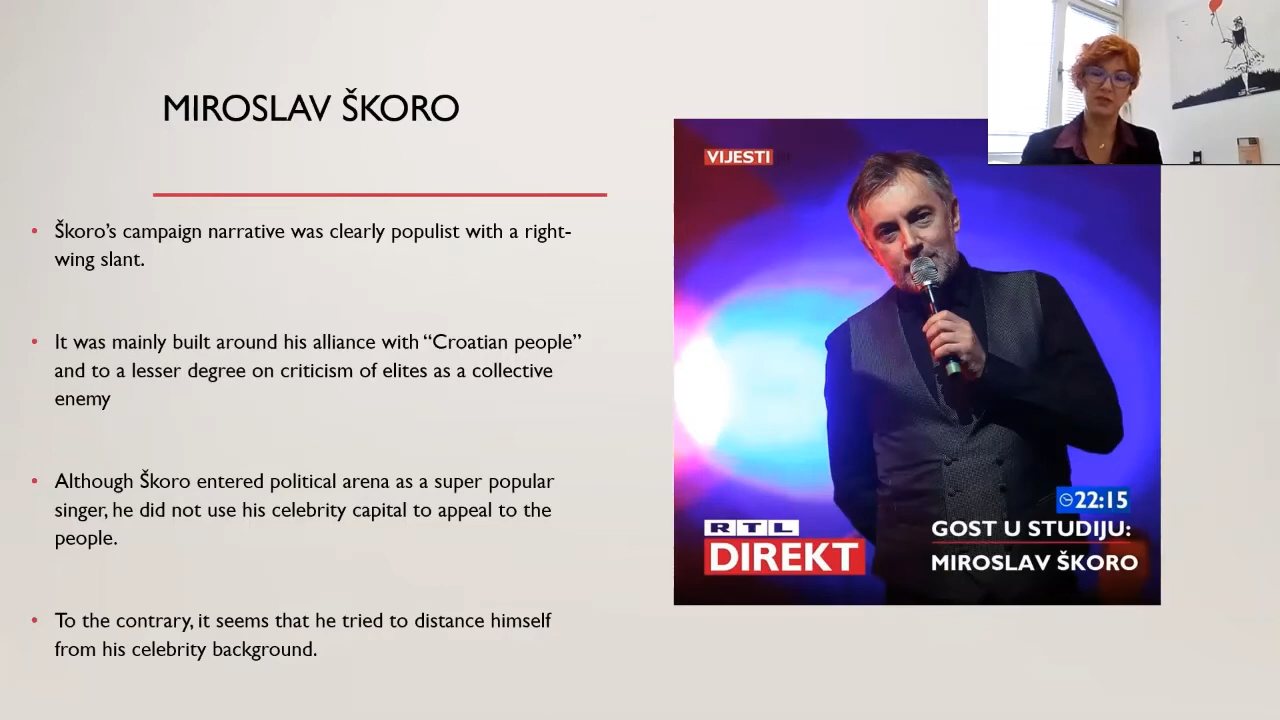 MIROSLAV ŠKORO
• Škoro’s campaign narrative was clearly populist with a right-
wing slant.
• It was mainly built around his alliance with “Croatian people”
and to a lesser degree on criticism of elites as a collective
enemy
• Although Škoro entered political arena as a super popular
singer, he did not use his celebrity capital to appeal to the
people.
• To the contrary, it seems that he tried to distance himself
from his celebrity background.
VIJESTI
22:15
RTL
DIREKT
GOST U STUDIJU:
MIROSLAV ŠKORO